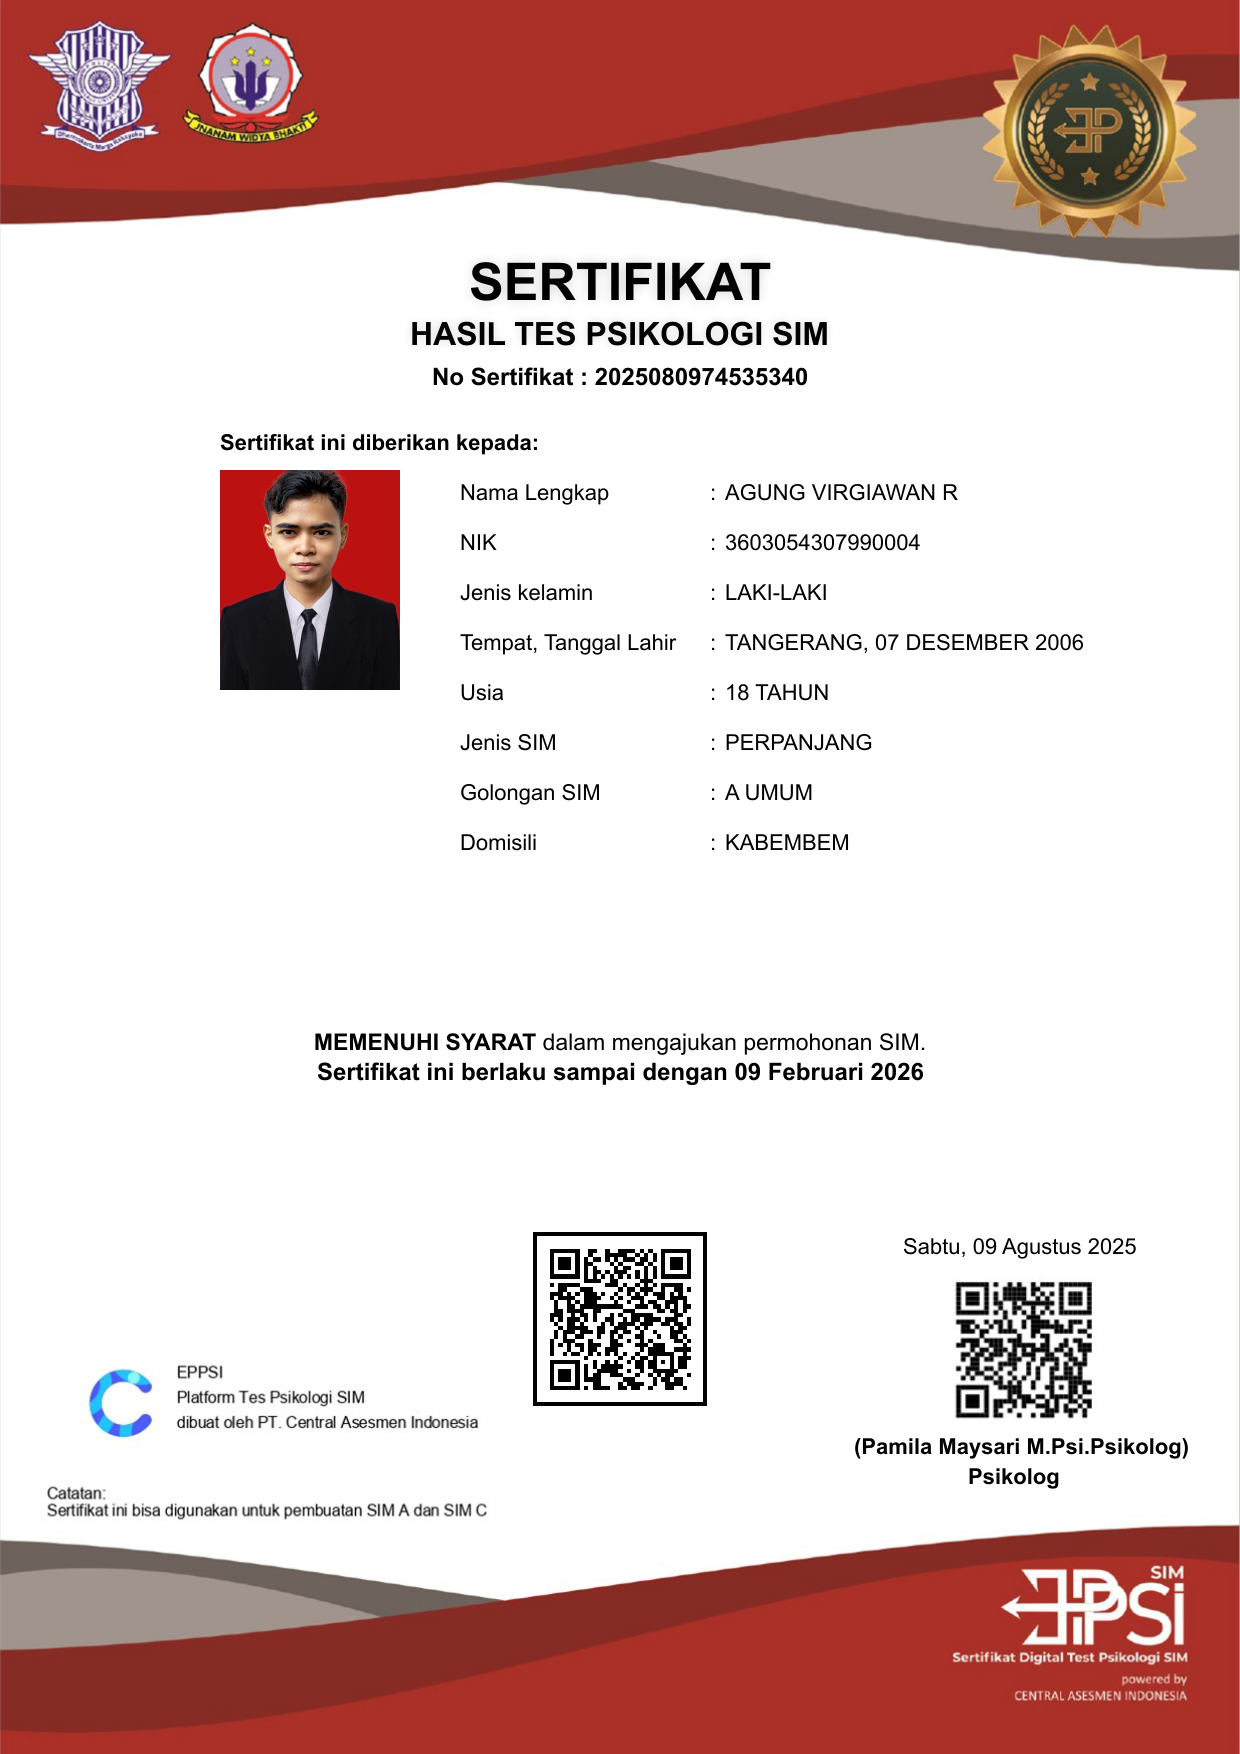 Dharmakerta Marga Raksyaka
JNANAM WIDYA BHAKTI
SERTIFIKAT
HASIL TES PSIKOLOGI SIM
No Sertifikat : 2025080974535340
Sertifikat ini diberikan kepada:
Nama Lengkap : AGUNG VIRGIAWAN R
NIK : 3603054307990004
Jenis kelamin : LAKI-LAKI
Tempat, Tanggal Lahir : TANGERANG, 07 DESEMBER 2006
Usia : 18 TAHUN
Jenis SIM : PERPANJANG
Golongan SIM : A UMUM
Domisili : KABEMBEM
MEMENUHI SYARAT dalam mengajukan permohonan SIM.
Sertifikat ini berlaku sampai dengan 09 Februari 2026
Sabtu, 09 Agustus 2025
EPPSI
Platform Tes Psikologi SIM
dibuat oleh PT. Central Asesmen Indonesia
(Pamila Maysari M.Psi.Psikolog)
Psikolog
Catatan:
Sertifikat ini bisa digunakan untuk pembuatan SIM A dan SIM C
SIM
EPPSi
Sertifikat Digital Test Psikologi SIM
powered by
CENTRAL ASESMEN INDONESIA